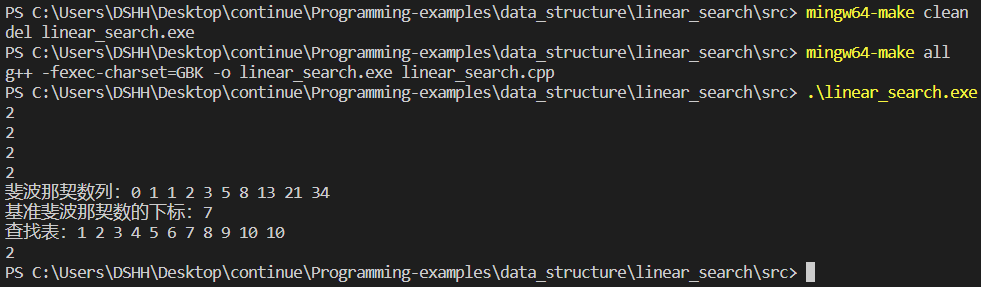 PS C:\Users\DSHH\Desktop\continue\Programming-examples\data_structure\linear_search\src> mingw64-make clean
del linear_search.exe
PS C:\Users\DSHH\Desktop\continue\Programming-examples\data_structure\linear_search\src> mingw64-make all
g++ -fexec-charset=GBK -o linear_search.exe linear_search.cpp
PS C:\Users\DSHH\Desktop\continue\Programming-examples\data_structure\linear_search\src> .\linear_search.exe
2
2
2
2
斐波那契数列：0 1 1 2 3 5 8 13 21 34
基准斐波那契数的下标：7
查找表：1 2 3 4 5 6 7 8 9 10 10
2
PS C:\Users\DSHH\Desktop\continue\Programming-examples\data_structure\linear_search\src>